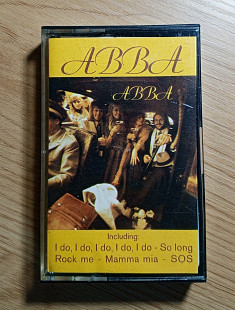 ABBA
ABBA
Including:
I do, I do, I do, I do, I do - So long
Rock me - Mamma mia - SOS